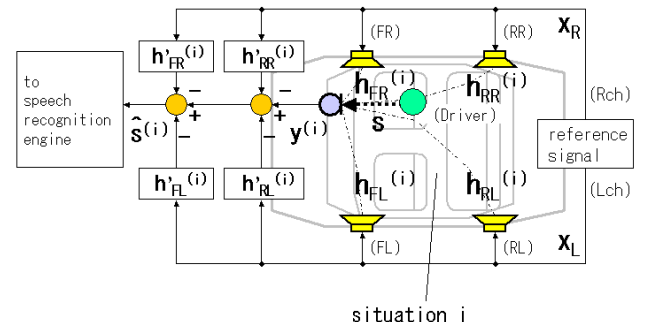 (FR)
(RR)
X_R
h'_FR^(i)
h'_RR^(i)
h_FR^(i)
h_RR^(i)
(Rch)
to
speech
recognition
engine
ŝ^(i)
y^(i)
s
(Driver)
reference
signal
− − + + − −
h'_FL^(i)
h'_RL^(i)
h_FL^(i)
h_RL^(i)
(Lch)
(FL)
(RL)
X_L
situation i